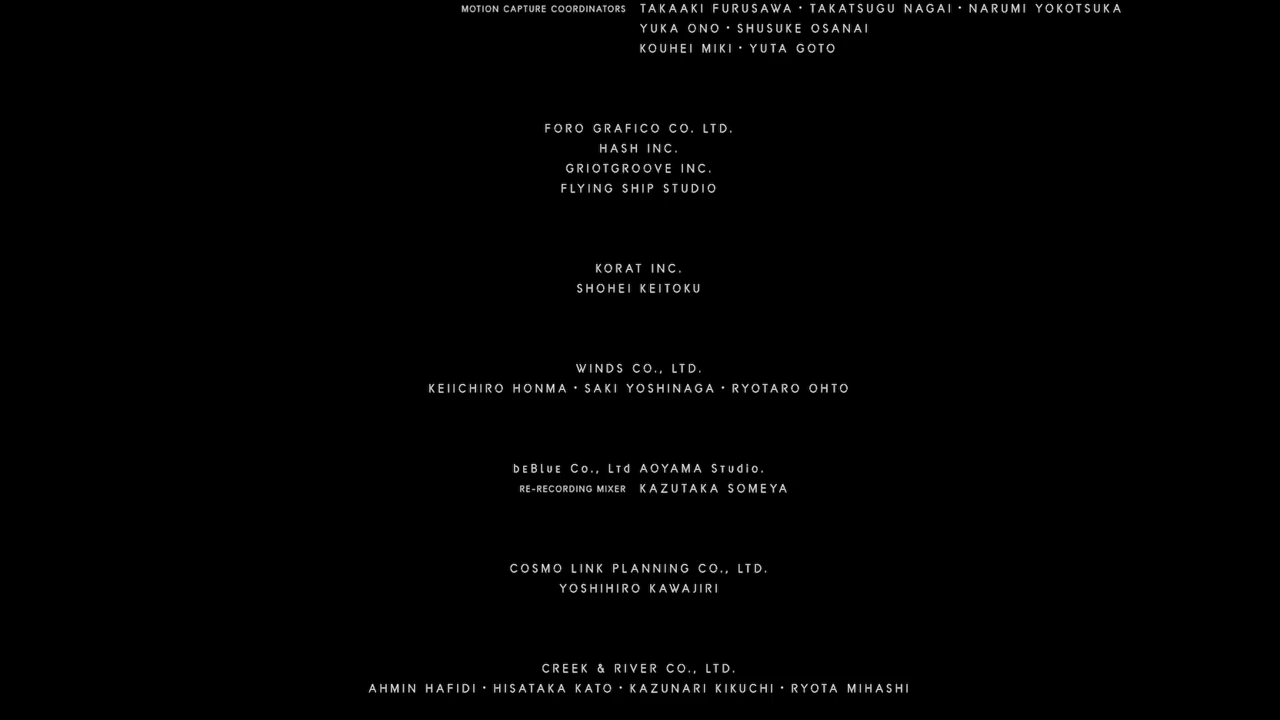 MOTION CAPTURE COORDINATORS TAKAAKI FURUSAWA・TAKATSUGU NAGAI・NARUMI YOKOTSUKA
YUKA ONO・SHUSUKE OSANAI
KOUHEI MIKI・YUTA GOTO
FORO GRAFICO CO. LTD.
HASH INC.
GRIOTGROOVE INC.
FLYING SHIP STUDIO
KORAT INC.
SHOHEI KEITOKU
WINDS CO., LTD.
KEIICHIRO HONMA・SAKI YOSHINAGA・RYOTARO OHTO
bEBlue Co., Ltd AOYAMA Studio.
RE-RECORDING MIXER KAZUTAKA SOMEYA
COSMO LINK PLANNING CO., LTD.
YOSHIHIRO KAWAJIRI
CREEK & RIVER CO., LTD.
AHMIN HAFIDI・HISATAKA KATO・KAZUNARI KIKUCHI・RYOTA MIHASHI